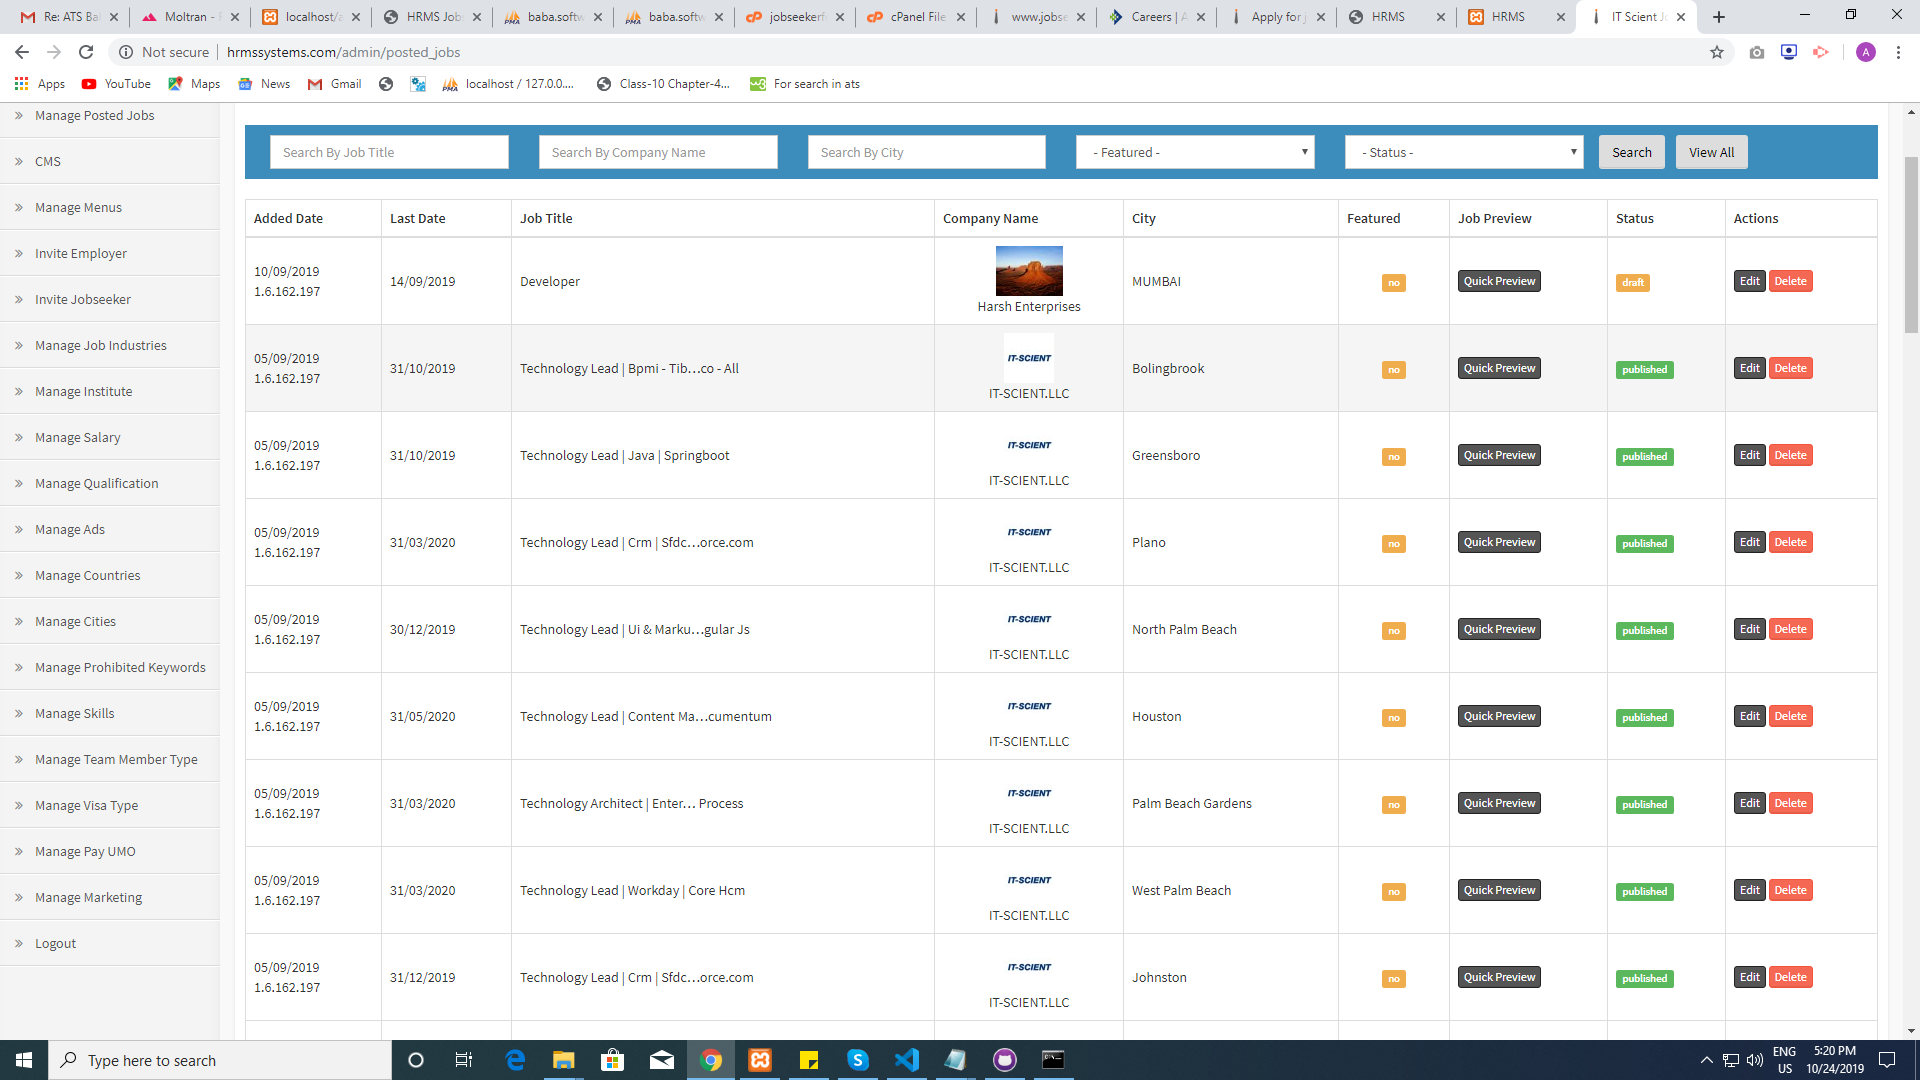 Re: ATS Ba
Moltran - 
localhost/a
HRMS Job
baba.softw
baba.softw
jobseekerf
cPanel File
www.jobse
Careers | A
Apply for j
HRMS
HRMS
IT Scient Jo
Not secure | hrmssystems.com/admin/posted_jobs
A
Apps YouTube Maps News Gmail localhost / 127.0.0.... Class-10 Chapter-4... For search in ats
Manage Posted Jobs
CMS
Manage Menus
Invite Employer
Invite Jobseeker
Manage Job Industries
Manage Institute
Manage Salary
Manage Qualification
Manage Ads
Manage Countries
Manage Cities
Manage Prohibited Keywords
Manage Skills
Manage Team Member Type
Manage Visa Type
Manage Pay UMO
Manage Marketing
Logout
Search By Job Title Search By Company Name Search By City - Featured - - Status - Search View All
Added Date Last Date Job Title Company Name City Featured Job Preview Status Actions
10/09/2019
1.6.162.197
14/09/2019 Developer Harsh Enterprises MUMBAI no Quick Preview draft Edit Delete
05/09/2019
1.6.162.197
31/10/2019 Technology Lead | Bpmi - Tib…co - All IT-SCIENT IT-SCIENT.LLC Bolingbrook no Quick Preview published Edit Delete
05/09/2019
1.6.162.197
31/10/2019 Technology Lead | Java | Springboot IT-SCIENT IT-SCIENT.LLC Greensboro no Quick Preview published Edit Delete
05/09/2019
1.6.162.197
31/03/2020 Technology Lead | Crm | Sfdc…orce.com IT-SCIENT IT-SCIENT.LLC Plano no Quick Preview published Edit Delete
05/09/2019
1.6.162.197
30/12/2019 Technology Lead | Ui & Marku…gular Js IT-SCIENT IT-SCIENT.LLC North Palm Beach no Quick Preview published Edit Delete
05/09/2019
1.6.162.197
31/05/2020 Technology Lead | Content Ma…cumentum IT-SCIENT IT-SCIENT.LLC Houston no Quick Preview published Edit Delete
05/09/2019
1.6.162.197
31/03/2020 Technology Architect | Enter… Process IT-SCIENT IT-SCIENT.LLC Palm Beach Gardens no Quick Preview published Edit Delete
05/09/2019
1.6.162.197
31/03/2020 Technology Lead | Workday | Core Hcm IT-SCIENT IT-SCIENT.LLC West Palm Beach no Quick Preview published Edit Delete
05/09/2019
1.6.162.197
31/12/2019 Technology Lead | Crm | Sfdc…orce.com IT-SCIENT IT-SCIENT.LLC Johnston no Quick Preview published Edit Delete
Type here to search
ENG
US
5:20 PM
10/24/2019